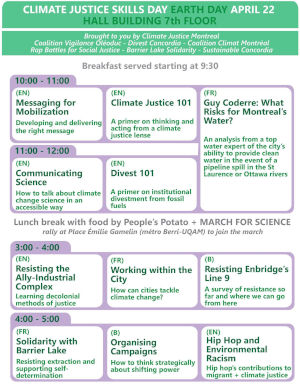 CLIMATE JUSTICE SKILLS DAY EARTH DAY APRIL 22
HALL BUILDING 7th FLOOR
Brought to you by Climate Justice Montreal
Coalition Vigilance Oléoduc - Divest Concordia - Coalition Climat Montréal
Rap Battles for Social Justice - Barrier Lake Solidarity - Sustainable Concordia
Breakfast served starting at 9:30
10:00 - 11:00
(EN)
Messaging for
Mobilization
Developing and delivering
the right message
(EN)
Climate Justice 101
A primer on thinking and
acting from a climate
justice lense
(FR)
Guy Coderre: What
Risks for Montreal's
Water?
An analysis from a top
water expert of the city's
ability to provide clean
water in the event of a
pipeline spill in the St
Laurence or Ottawa rivers
11:00 - 12:00
(EN)
Communicating
Science
How to talk about climate
change science in an
accessible way
(EN)
Divest 101
A primer on institutional
divestment from fossil
fuels
Lunch break with food by People's Potato + MARCH FOR SCIENCE
rally at Place Émilie Gamelin (métro Berri-UQAM) to join the march
3:00 - 4:00
(EN)
Resisting the
Ally-Industrial
Complex
Learning decolonial
methods of justice
(FR)
Working within the
City
How can cities tackle
climate change?
(B)
Resisting Enbridge's
Line 9
A survey of resistance so
far and where we can go
from here
4:00 - 5:00
(FR)
Solidarity with
Barrier Lake
Resisting extraction and
supporting self-
determination
(B)
Organising
Campaigns
How to think strategically
about shifting power
(EN)
Hip Hop and
Environmental
Racism
Hip hop's contributions to
migrant + climate justice